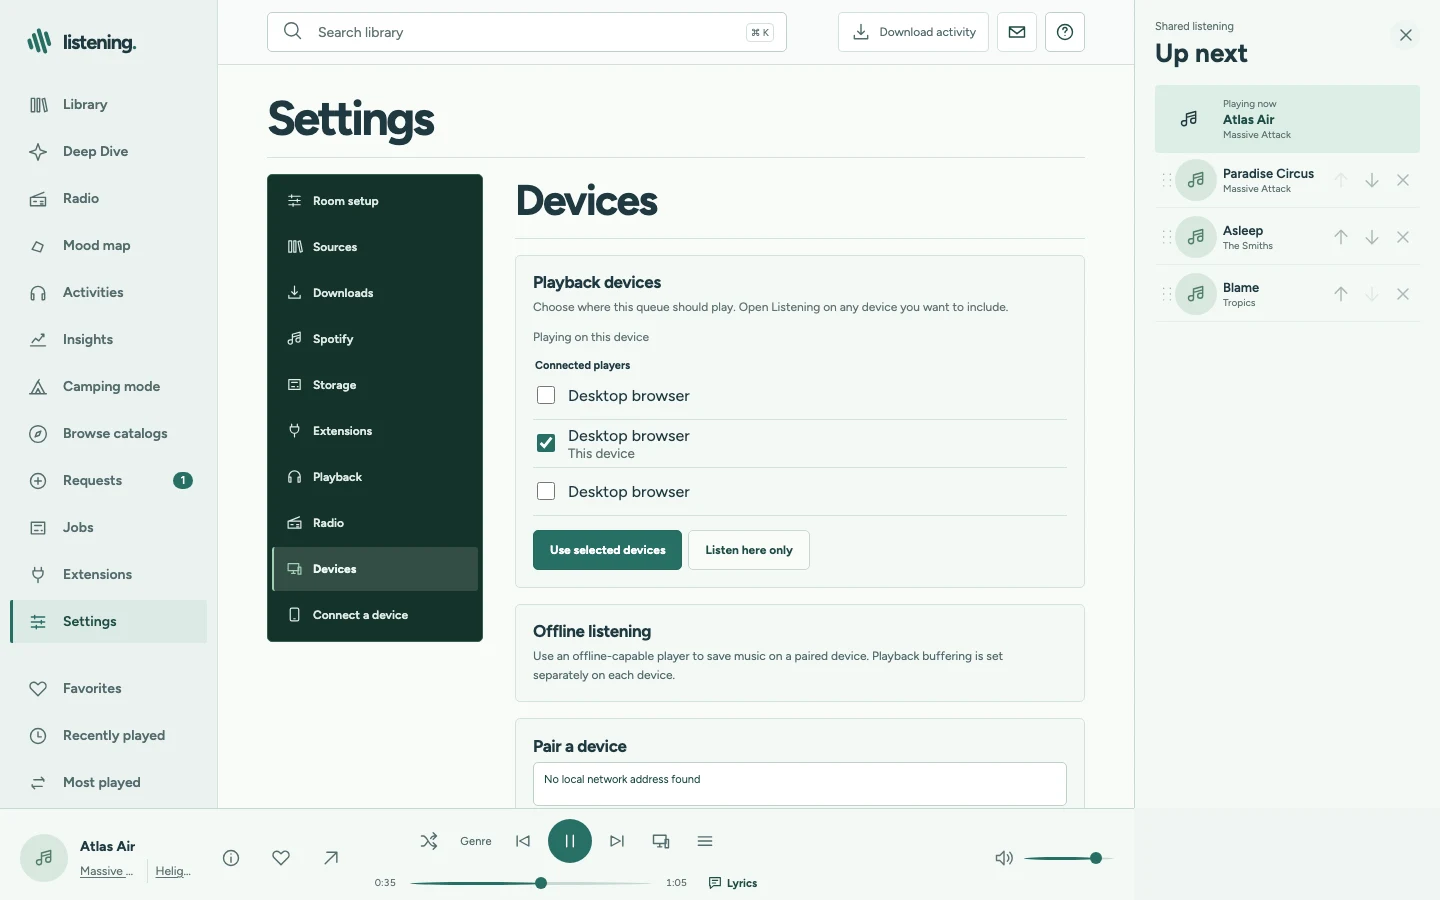 listening.
Library
Deep Dive
Radio
Mood map
Activities
Insights
Camping mode
Browse catalogs
Requests
1
Jobs
Extensions
Settings
Favorites
Recently played
Most played
Search library
⌘ K
Download activity
Settings
Room setup
Sources
Downloads
Spotify
Storage
Extensions
Playback
Radio
Devices
Connect a device
Devices
Playback devices
Choose where this queue should play. Open Listening on any device you want to include.
Playing on this device
Connected players
Desktop browser
Desktop browser
This device
Desktop browser
Use selected devices
Listen here only
Offline listening
Use an offline-capable player to save music on a paired device. Playback buffering is set
separately on each device.
Pair a device
No local network address found
Shared listening
Up next
Playing now
Atlas Air
Massive Attack
Paradise Circus
Massive Attack
Asleep
The Smiths
Blame
Tropics
Atlas Air
Massive ...
Helig...
Genre
0:35
1:05
Lyrics